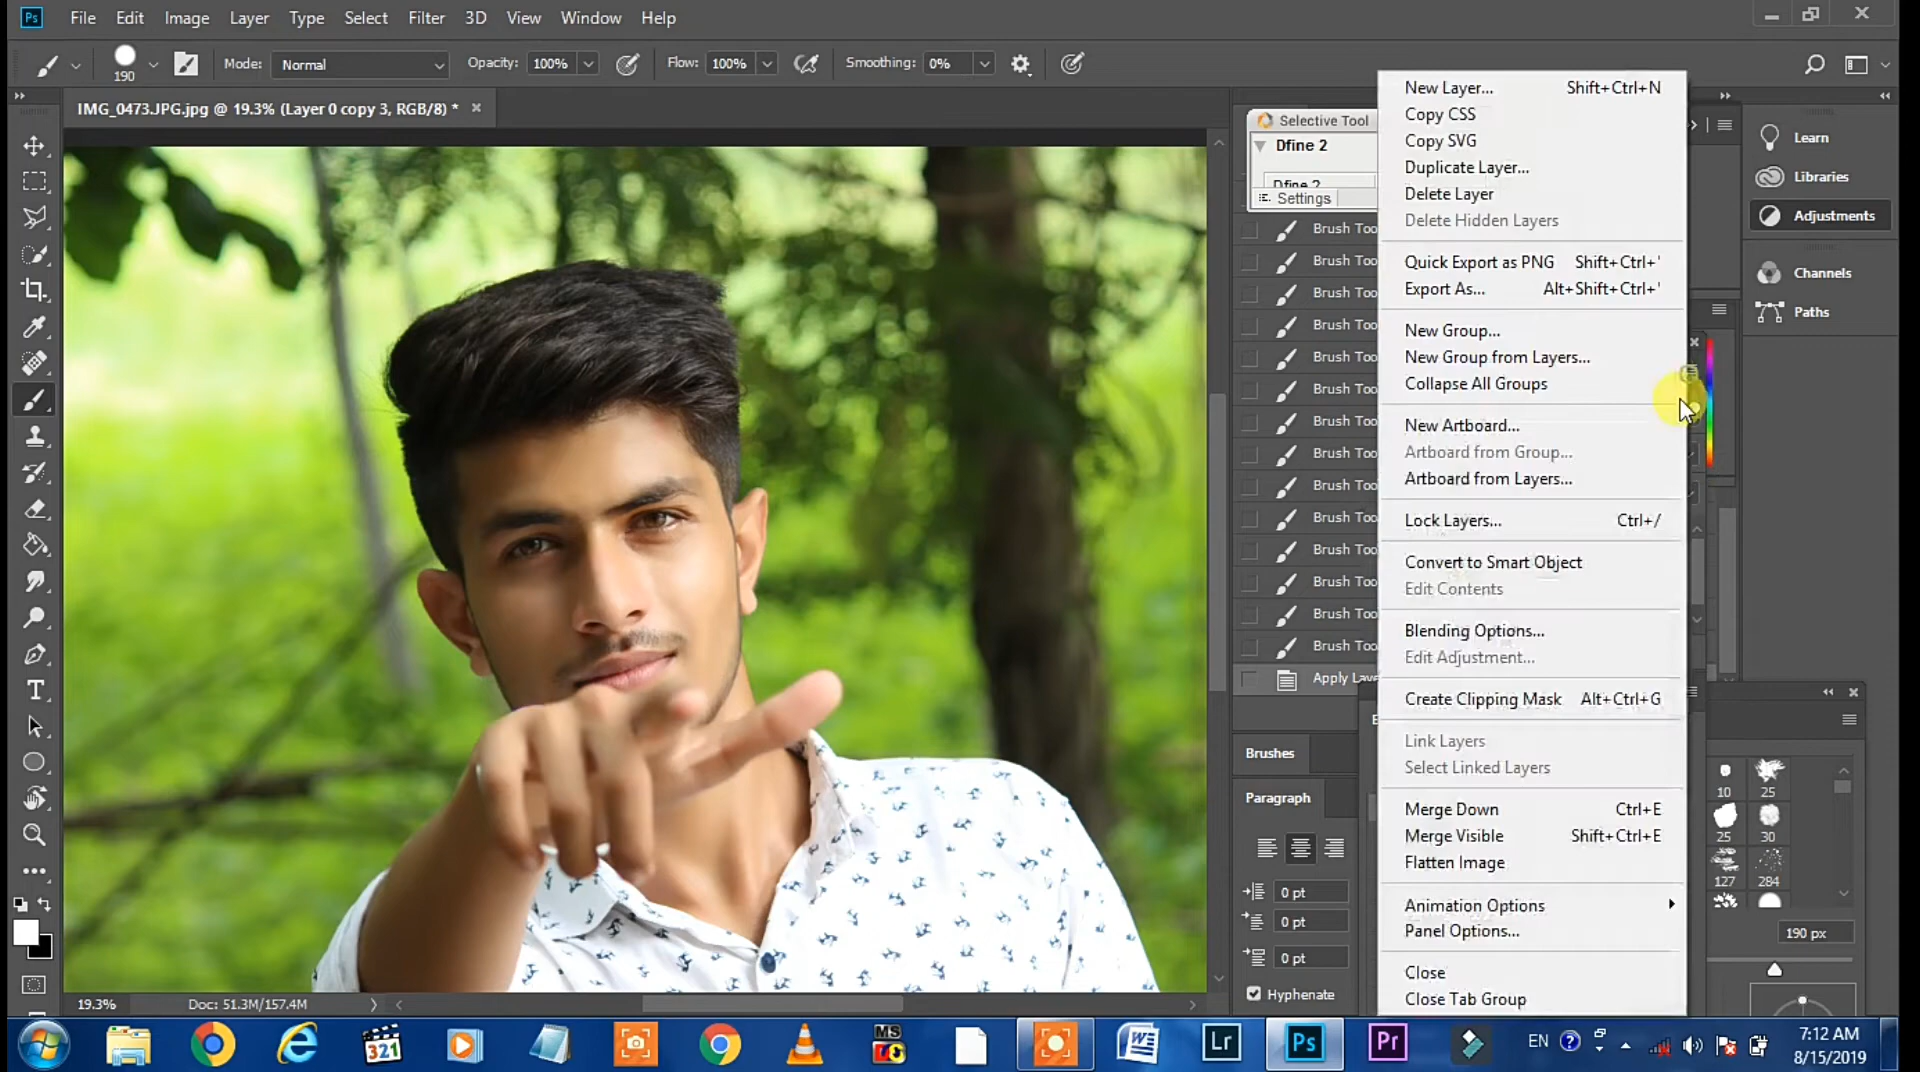 Ps File Edit Image Layer Type Select Filter 3D View Window Help
190 Mode: Normal Opacity: 100% Flow: 100% Smoothing: 0%
IMG_0473.JPG.jpg @ 19.3% (Layer 0 copy 3, RGB/8) *
Selective Tool
Dfine 2
Dfine 2
Settings
Brush Too
Brush Too
Brush Too
Brush Too
Brush Too
Brush Too
Brush Too
Brush Too
Brush Too
Brush Too
Brush Too
Brush Too
Brush Too
Brush Too
Apply Laye
New Layer... Shift+Ctrl+N
Copy CSS
Copy SVG
Duplicate Layer...
Delete Layer
Delete Hidden Layers
Quick Export as PNG Shift+Ctrl+'
Export As... Alt+Shift+Ctrl+'
New Group...
New Group from Layers...
Collapse All Groups
New Artboard...
Artboard from Group...
Artboard from Layers...
Lock Layers... Ctrl+/
Convert to Smart Object
Edit Contents
Blending Options...
Edit Adjustment...
Create Clipping Mask Alt+Ctrl+G
Link Layers
Select Linked Layers
Merge Down Ctrl+E
Merge Visible Shift+Ctrl+E
Flatten Image
Animation Options
Panel Options...
Close
Close Tab Group
Learn
Libraries
Adjustments
Channels
Paths
Brushes
Paragraph
0 pt
0 pt
0 pt
Hyphenate
10 25
25 30
127 284
190 px
19.3% Doc: 51.3M/157.4M
321 MS Lr Ps Pr EN 7:12 AM
8/15/2019